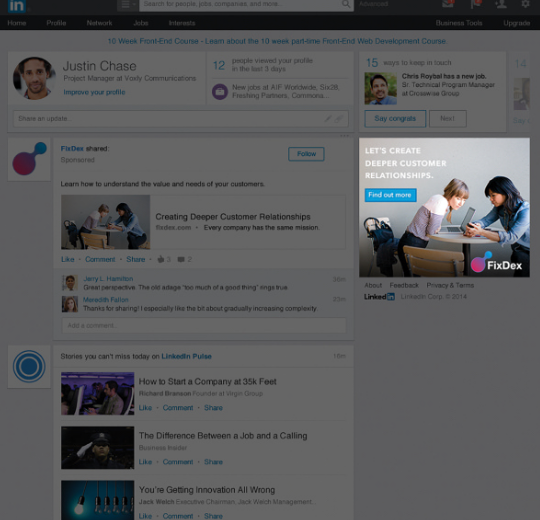 in
Search for people, jobs, companies, and more.
Advanced
Home Profile Network Jobs Interests Business Tools Upgrade
10 Week Front-End Course - Learn about the 10 week part-time Front-End Web Development Course
Justin Chase
Project Manager at Voxly Communications
Improve your profile
12 people viewed your profile
in the last 3 days
New jobs at AIF Worldwide, Six28,
Freshing Partners,
Share an update...
15 ways to keep in touch
Chris Roybal has a new job.
Sr. Technical Program Manager
at Crosswise Group
Say congrats
Next
14
FixDex shared:
Sponsored
Follow
Learn how to understand the value and needs of your customers.
Creating Deeper Customer Relationships
fixdex.com • Every company has the same mission.
Like • Comment • Share • 3 2
Jerry L. Hamilton
Great perspective. The old adage "too much of a good thing" rings true
Meredith Fallon
Thanks for sharing! I especially like the bit about gradually increasing complexity
Add a comment...
LET'S CREATE
DEEPER CUSTOMER
RELATIONSHIPS.
Find out more
FixDex
About Feedback Privacy & Terms
LinkedIn LinkedIn Corp. © 2014
Stories you can't miss today on LinkedIn Pulse
How to Start a Company at 35k Feet
Richard Branson Founder at Virgin Group
Like • Comment • Share
The Difference Between a Job and a Calling
Business Insider
Like • Comment • Share
You're Getting Innovation All Wrong
Jack Welch Executive Chairman, Jack Welch Management...
Like • Comment • Share